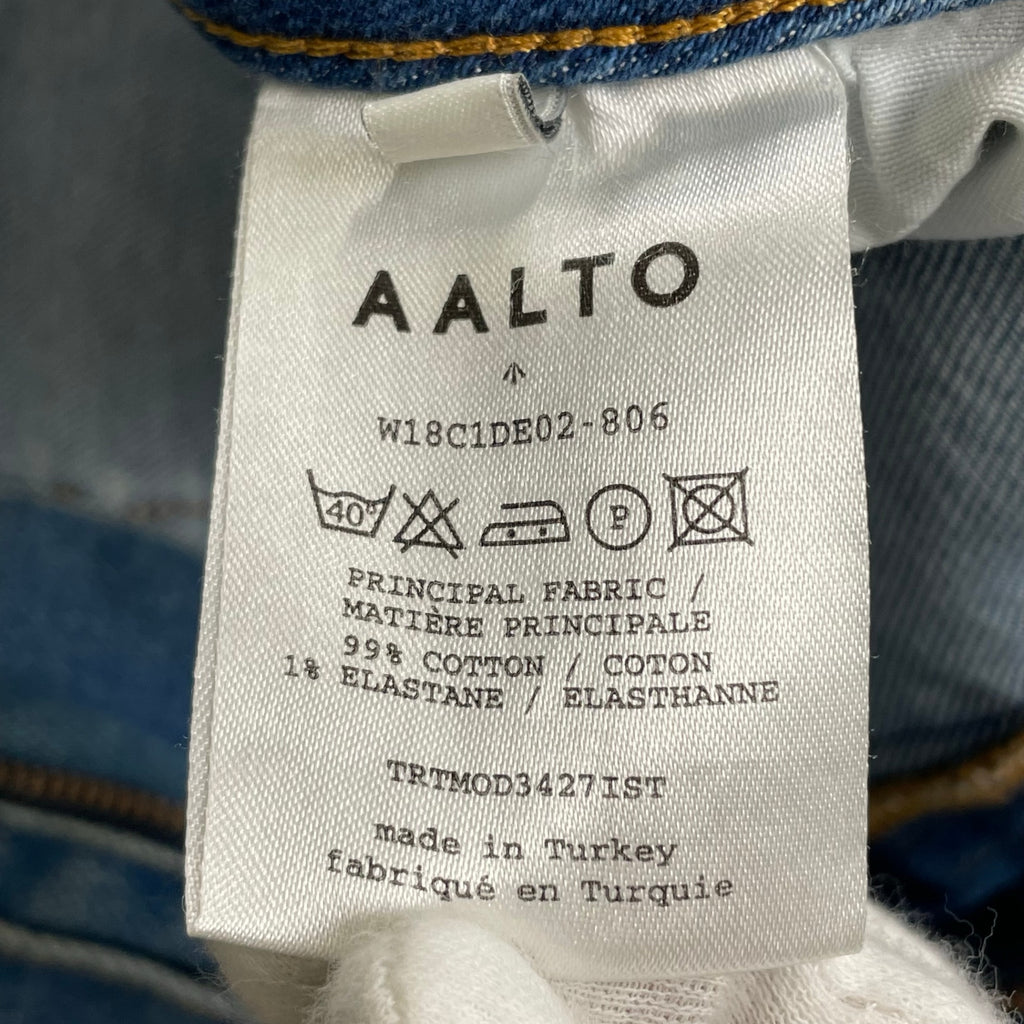 AALTO
W18C1DE02-806
40° P
PRINCIPAL FABRIC /
MATIÈRE PRINCIPALE
99% COTTON / COTON
1% ELASTANE / ELASTHANNE
TRTMOD3427IST
made in Turkey
fabriqué en Turquie